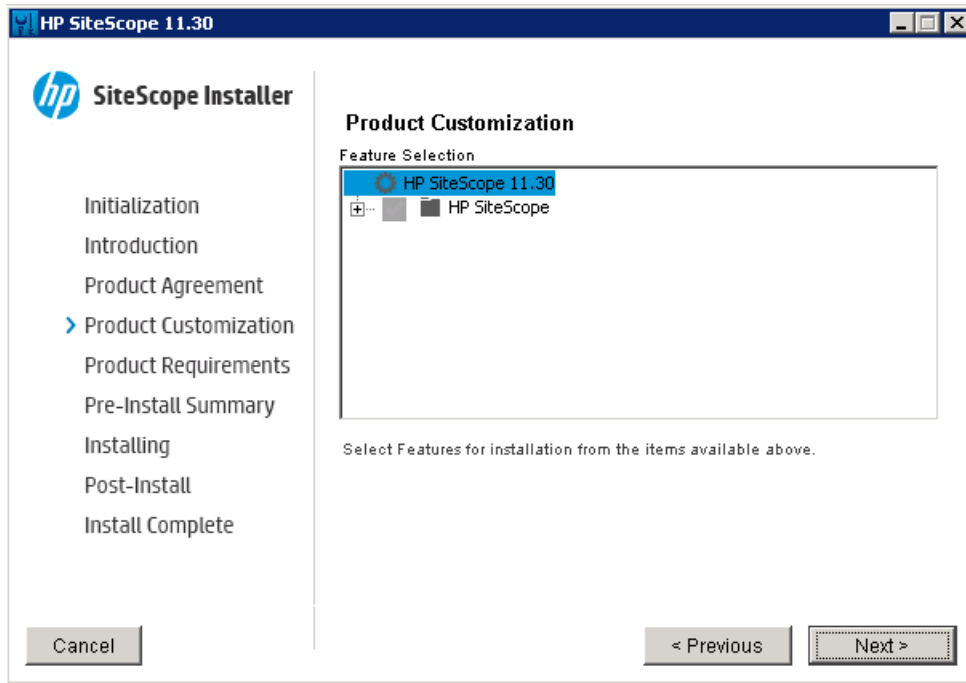 HP SiteScope 11.30
hp
SiteScope Installer
Initialization
Introduction
Product Agreement
Product Customization
Product Requirements
Pre-Install Summary
Installing
Post-Install
Install Complete
Product Customization
Feature Selection
HP SiteScope 11.30
HP SiteScope
Select Features for installation from the items available above.
Cancel
< Previous
Next >